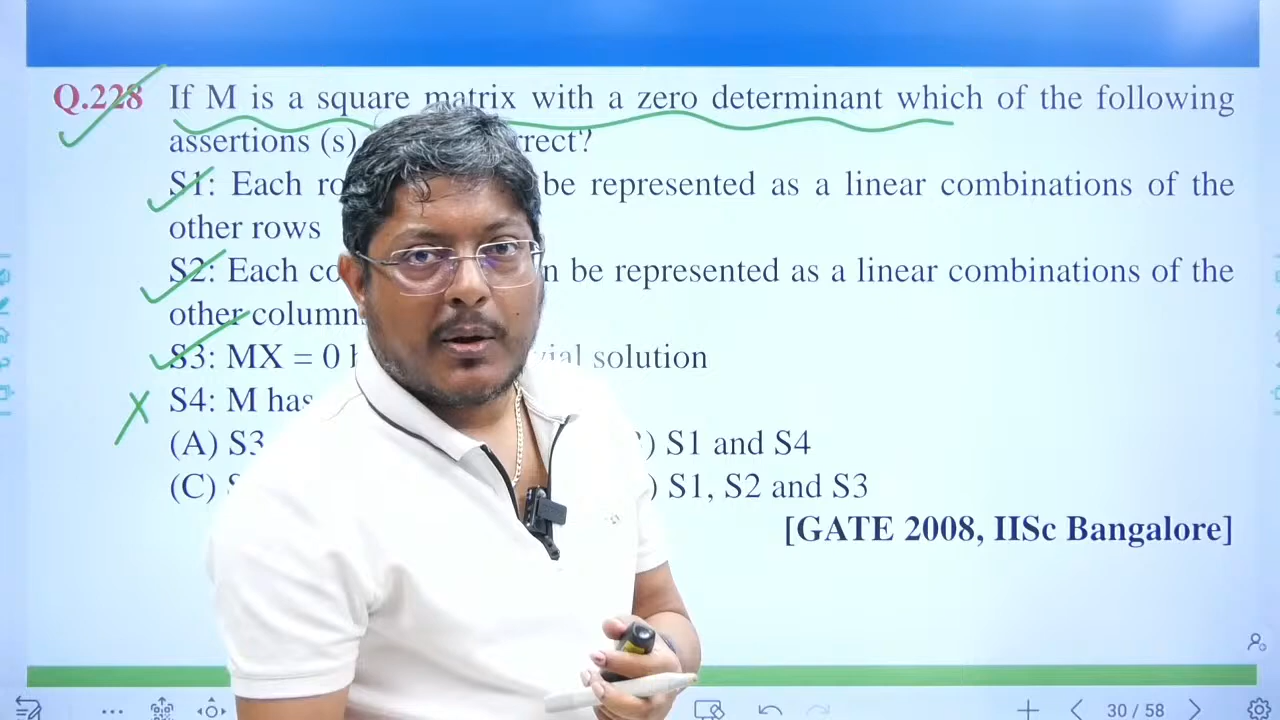 Q.228 If M is a square matrix with a zero determinant which of the following
assertions (s) rrect?
S1: Each ro be represented as a linear combinations of the
other rows
S2: Each co n be represented as a linear combinations of the
other column
S3: MX = 0 h vial solution
S4: M has
(A) S3 ) S1 and S4
(C) S ) S1, S2 and S3
[GATE 2008, IISc Bangalore]
30 / 58